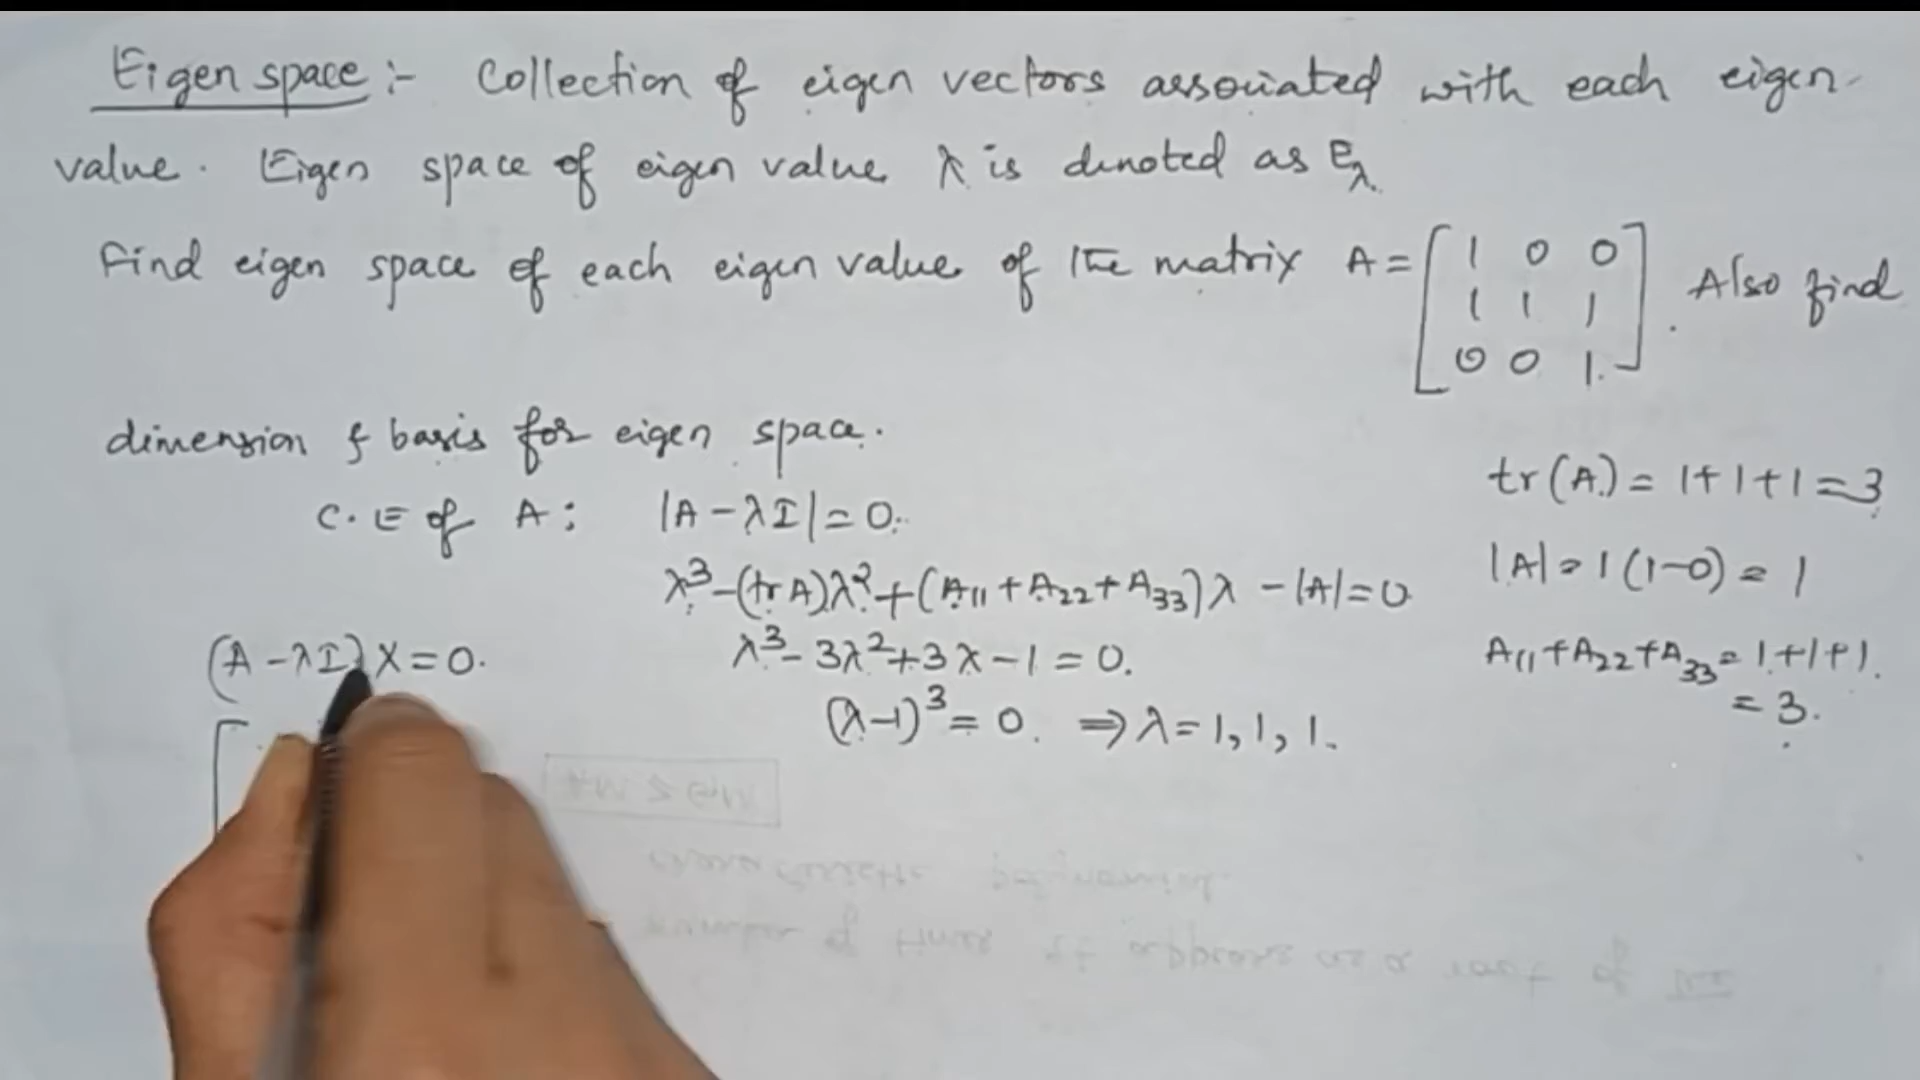 Eigen space :- Collection of eigen vectors associated with each eigen
value. Eigen space of eigen value λ is denoted as Eλ
Find eigen space of each eigen value of the matrix A = [1 0 0
1 1 1
0 0 1]. Also find
dimension & basis for eigen space.
C.E of A : |A - λI| = 0.
λ³ - (tr A)λ² + (A₁₁ + A₂₂ + A₃₃)λ - |A| = 0
λ³ - 3λ² + 3λ - 1 = 0.
(λ-1)³ = 0. ⇒ λ = 1, 1, 1.
tr(A) = 1+1+1 = 3
|A| = 1(1-0) = 1
A₁₁ + A₂₂ + A₃₃ = 1+1+1.
= 3.
(A - λI) X = 0.